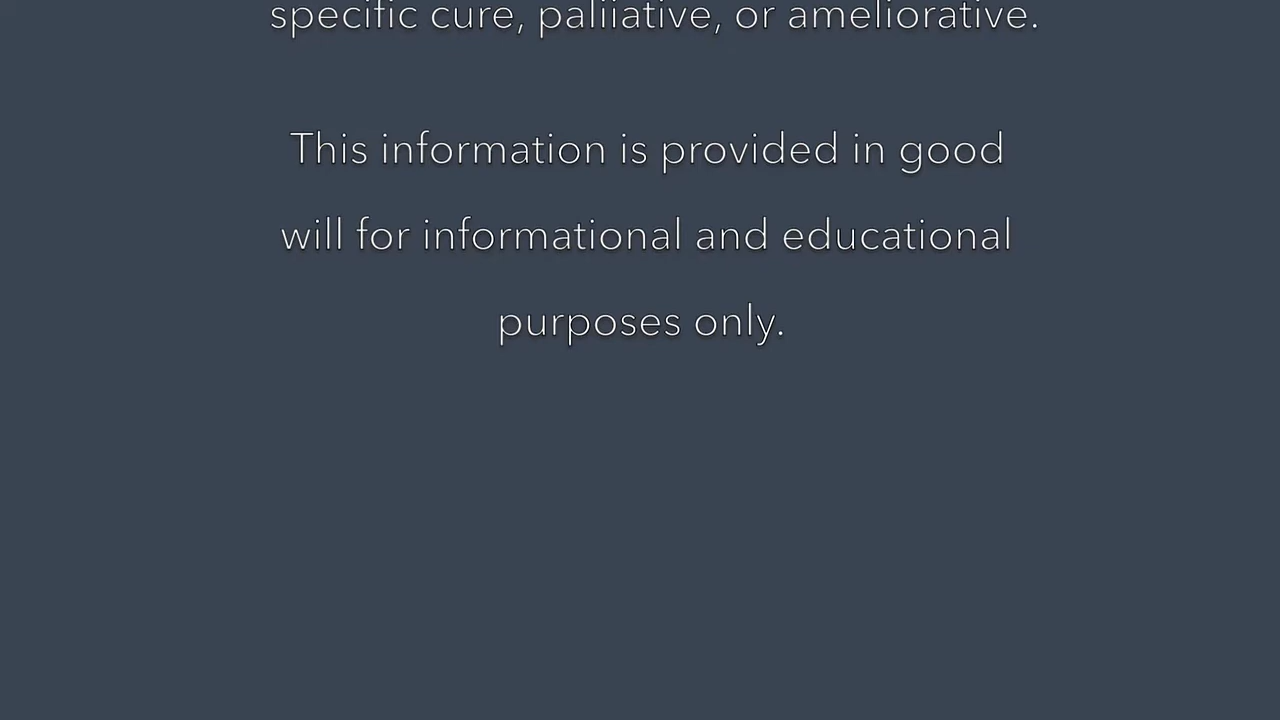 specific cure, palliative, or ameliorative.
This information is provided in good
will for informational and educational
purposes only.